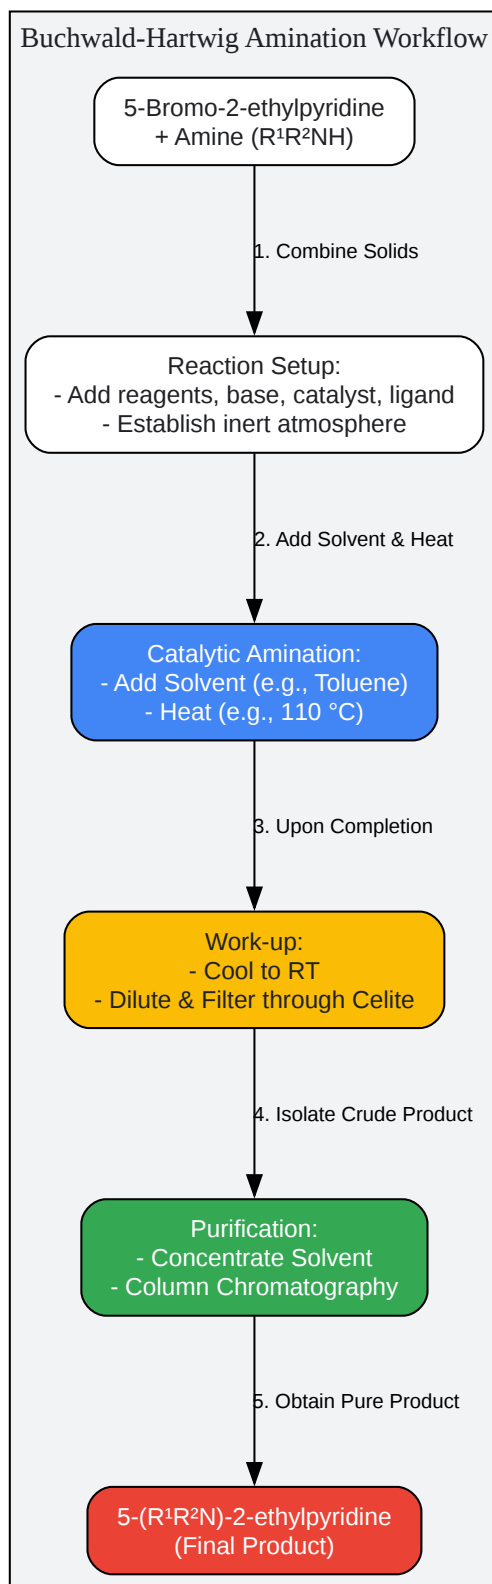 Buchwald-Hartwig Amination Workflow
5-Bromo-2-ethylpyridine
+ Amine (R¹R²NH)
1. Combine Solids
Reaction Setup:
- Add reagents, base, catalyst, ligand
- Establish inert atmosphere
2. Add Solvent & Heat
Catalytic Amination:
- Add Solvent (e.g., Toluene)
- Heat (e.g., 110 °C)
3. Upon Completion
Work-up:
- Cool to RT
- Dilute & Filter through Celite
4. Isolate Crude Product
Purification:
- Concentrate Solvent
- Column Chromatography
5. Obtain Pure Product
5-(R¹R²N)-2-ethylpyridine
(Final Product)